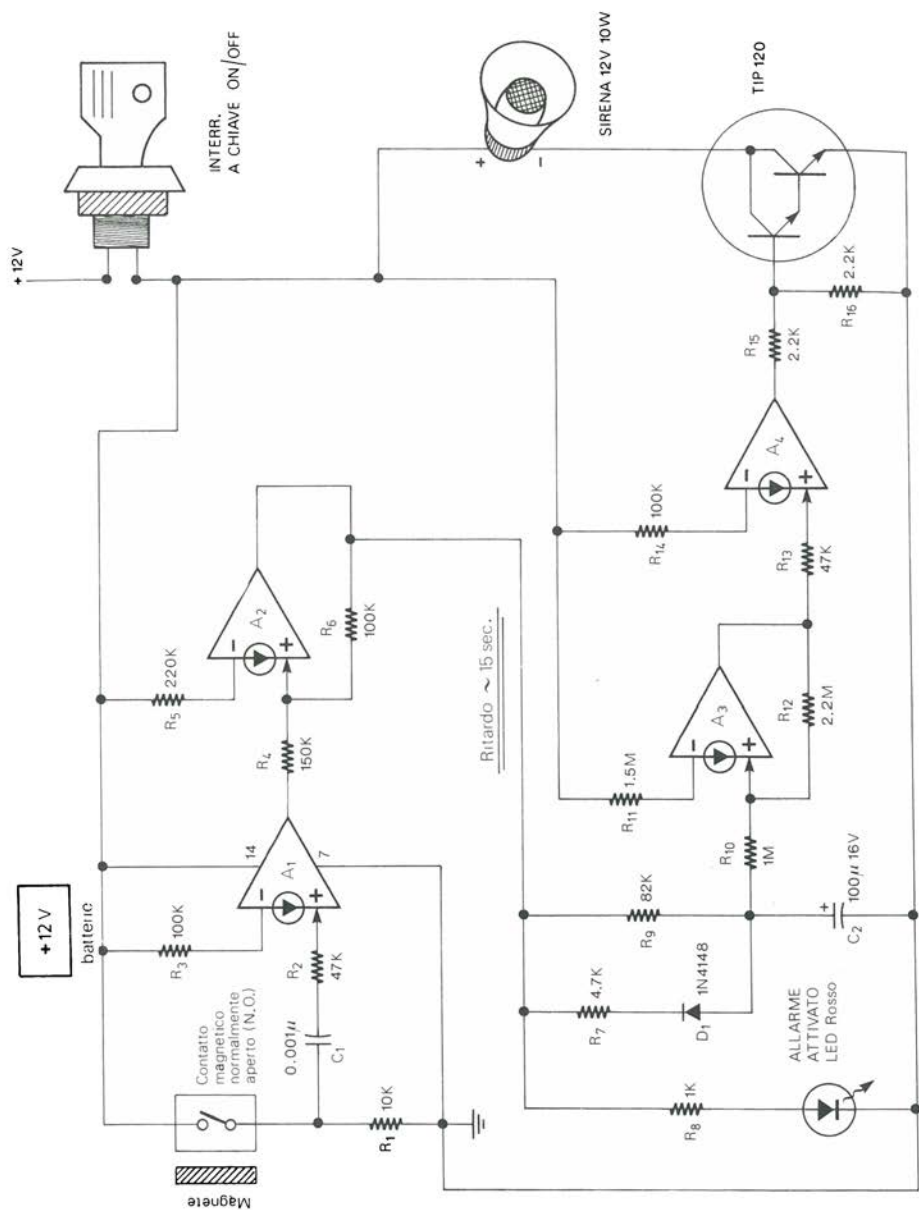 +12V
INTERR.
A CHIAVE ON/OFF
+12 V
batterie
Contatto
magnetico
normalmente
aperto (N.O.)
Magnete
R3
100K
14
A1
7
-
+
0.001μ
C1
R2
47K
R1
10K
R4
150K
R5
220K
A2
-
+
R6
100K
Ritardo ~ 15 sec.
SIRENA 12V 10W
+
-
TIP 120
R7
4.7K
D1
1N4148
R8
1K
ALLARME
ATTIVATO
LED Rosso
R9
82K
R10
1M
+
C2
100μ 16V
R11
1.5M
A3
-
+
R12
2.2M
R13
47K
R14
100K
A4
-
+
R15
2.2K
R16
2.2K